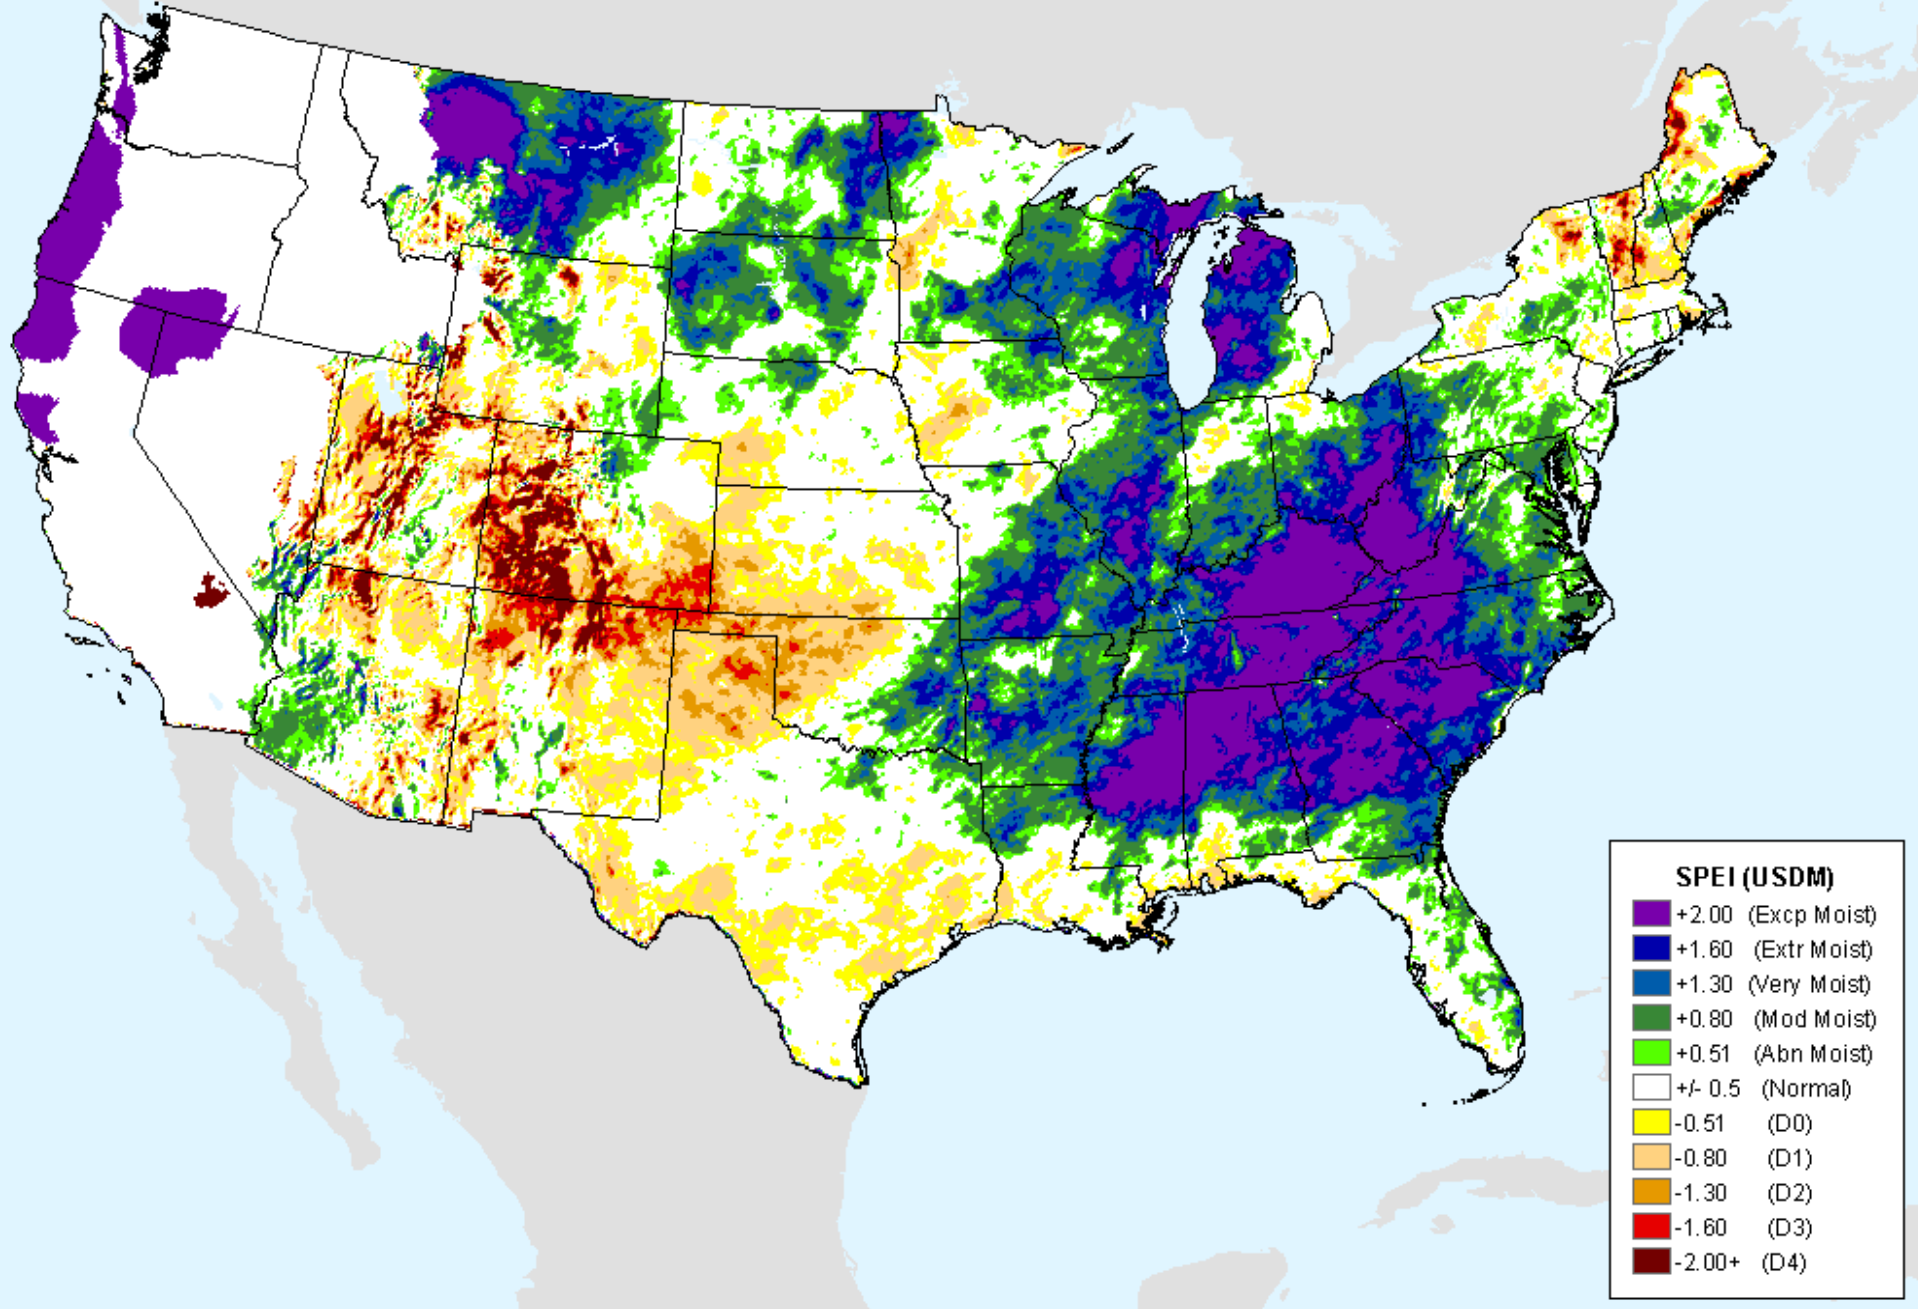 SPEI (USDM)
+2.00 (Excp Moist)
+1.60 (Extr Moist)
+1.30 (Very Moist)
+0.80 (Mod Moist)
+0.51 (Abn Moist)
+/- 0.5 (Normal)
-0.51 (D0)
-0.80 (D1)
-1.30 (D2)
-1.60 (D3)
-2.00+ (D4)